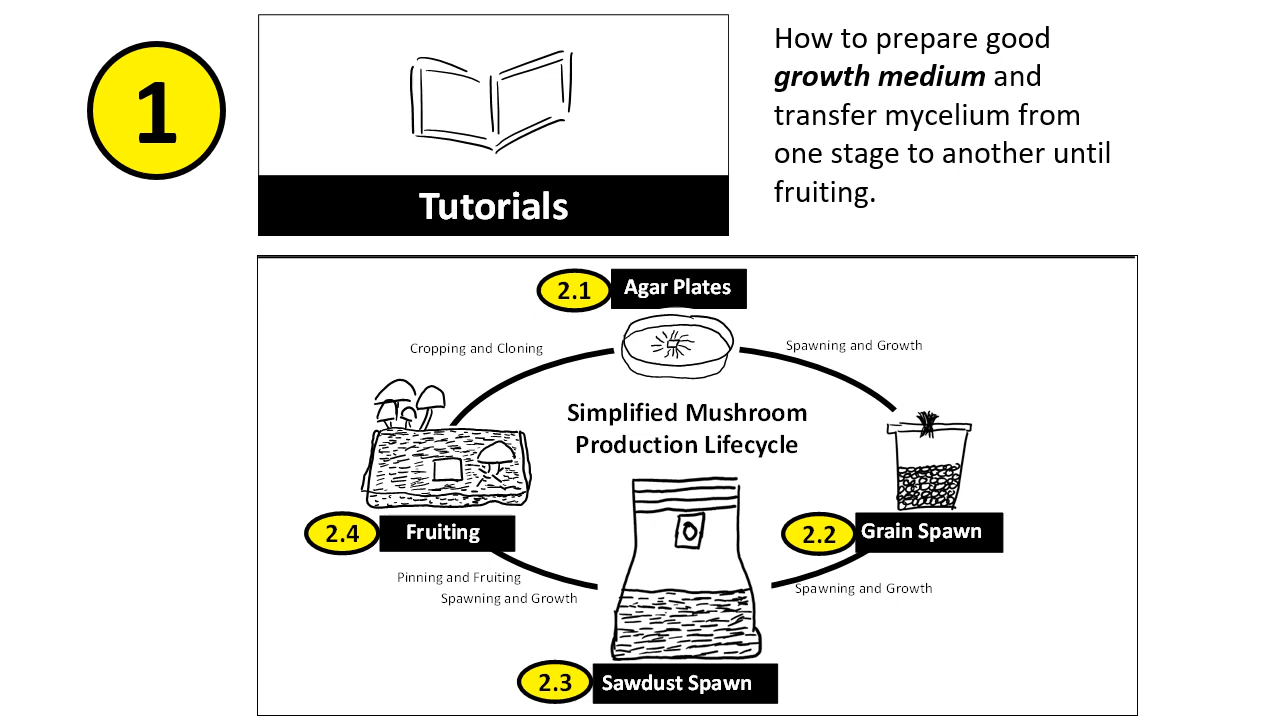 1
Tutorials
How to prepare good
growth medium and
transfer mycelium from
one stage to another until
fruiting.
2.1
Agar Plates
Cropping and Cloning
Spawning and Growth
Simplified Mushroom
Production Lifecycle
2.4
Fruiting
2.2
Grain Spawn
Pinning and Fruiting
Spawning and Growth
Spawning and Growth
2.3
Sawdust Spawn